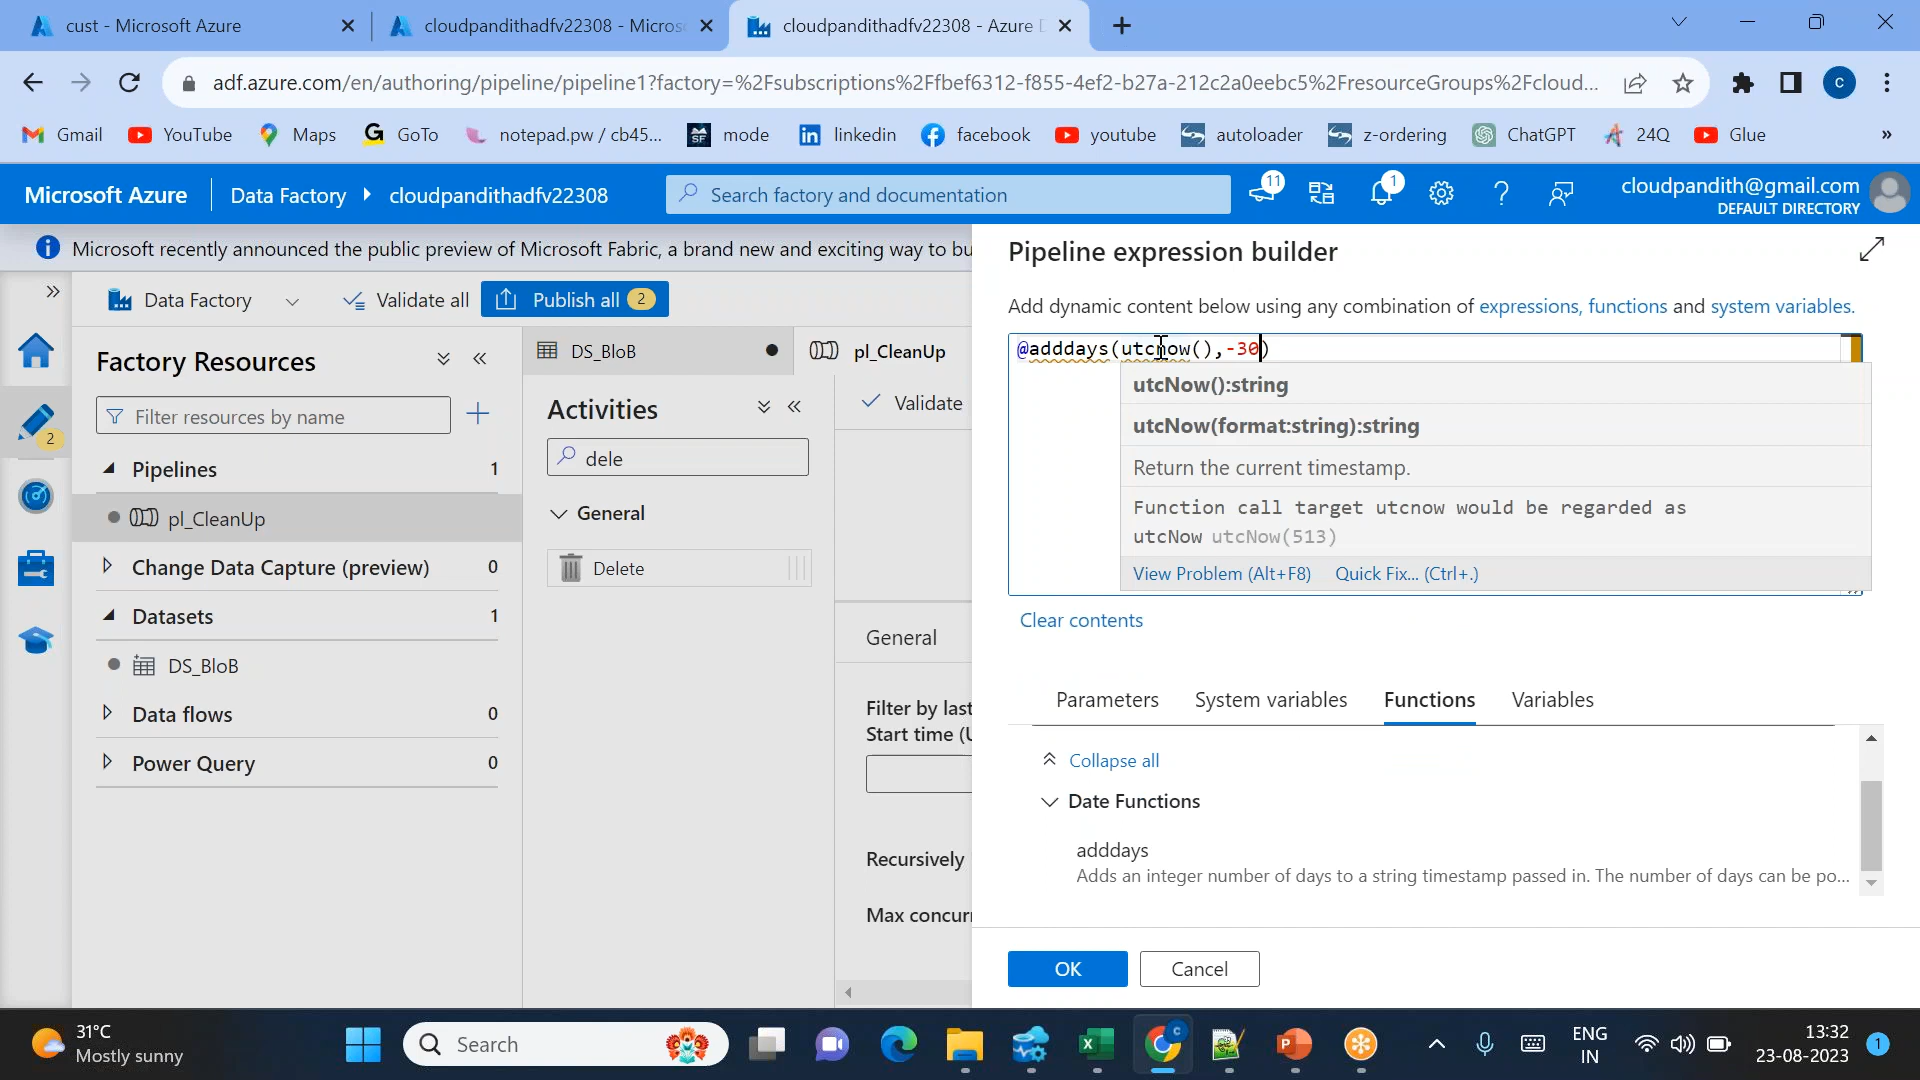 cust - Microsoft Azure
cloudpandithadfv22308 - Micros
cloudpandithadfv22308 - Azure D
adf.azure.com/en/authoring/pipeline/pipeline1?factory=%2Fsubscriptions%2Ffbef6312-f855-4ef2-b27a-212c2a0eebc5%2FresourceGroups%2Fcloud...
c
Gmail
YouTube
Maps
GoTo
notepad.pw / cb45...
mode
linkedin
facebook
youtube
autoloader
z-ordering
ChatGPT
24Q
Glue
»
Microsoft Azure
Data Factory
cloudpandithadfv22308
Search factory and documentation
11
1
cloudpandith@gmail.com
DEFAULT DIRECTORY
Microsoft recently announced the public preview of Microsoft Fabric, a brand new and exciting way to bu
Data Factory
Validate all
Publish all 2
Factory Resources
Filter resources by name
2
Pipelines 1
pl_CleanUp
Change Data Capture (preview) 0
Datasets 1
DS_BloB
Data flows 0
Power Query 0
DS_BloB
pl_CleanUp
Activities
dele
General
Delete
Validate
General
Filter by last
Start time (U
Recursively
Max concurr
Pipeline expression builder
Add dynamic content below using any combination of expressions, functions and system variables.
@adddays(utcnow(),-30)
utcNow():string
utcNow(format:string):string
Return the current timestamp.
Function call target utcnow would be regarded as
utcNow utcNow(513)
View Problem (Alt+F8) Quick Fix... (Ctrl+.)
Clear contents
Parameters
System variables
Functions
Variables
Collapse all
Date Functions
adddays
Adds an integer number of days to a string timestamp passed in. The number of days can be po...
OK
Cancel
31°C
Mostly sunny
Search
ENG
IN
13:32
23-08-2023
1